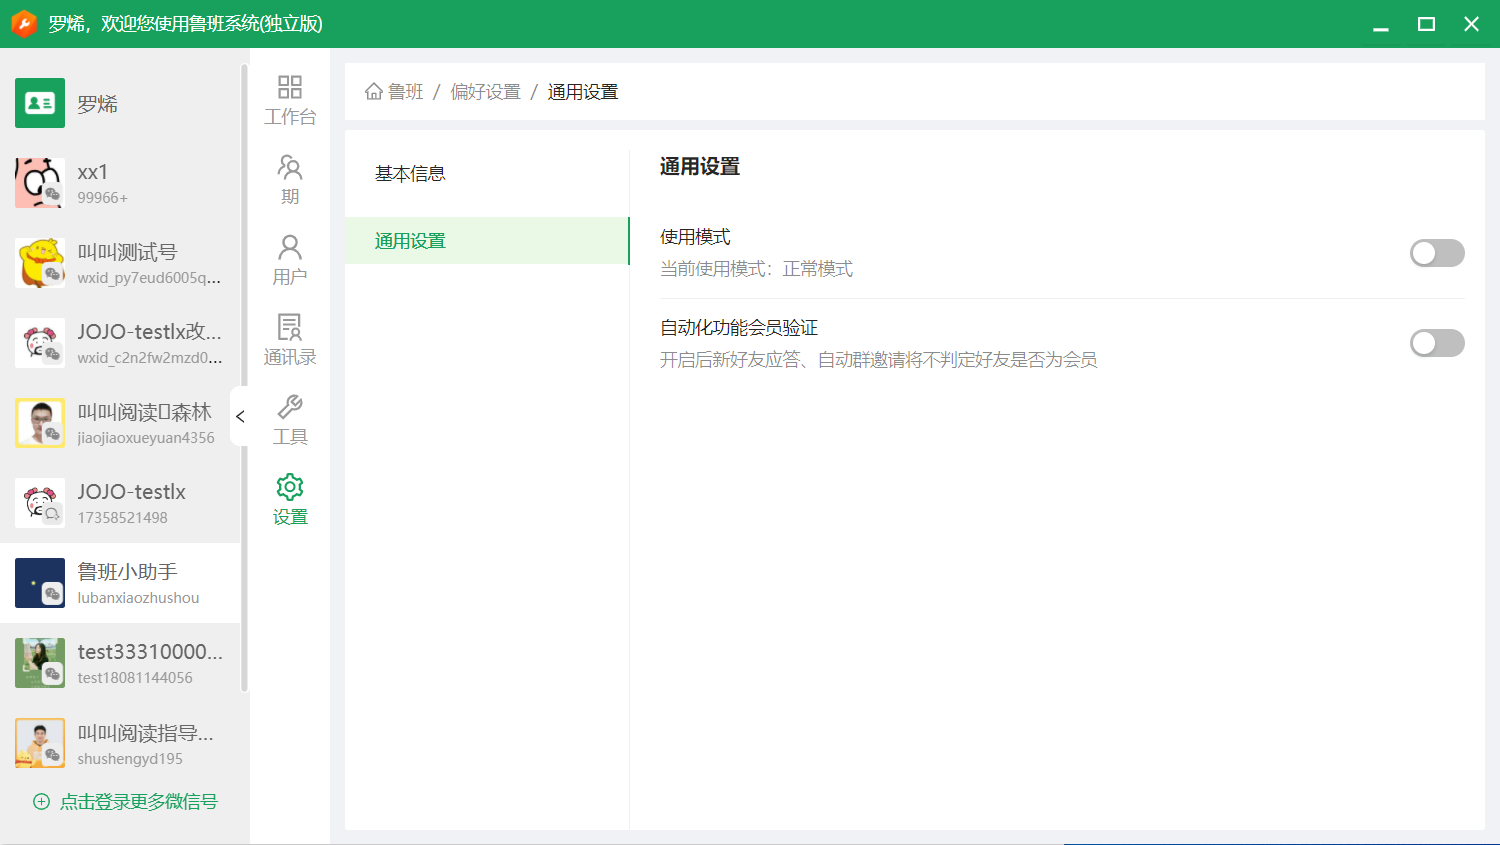 罗烯，欢迎您使用鲁班系统(独立版)
罗烯
xx1
99966+
叫叫测试号
wxid_py7eud6005q...
JOJO-testlx改...
wxid_c2n2fw2mzd0...
叫叫阅读▯森林
jiaojiaoxueyuan4356
JOJO-testlx
17358521498
鲁班小助手
lubanxiaozhushou
test33310000...
test18081144056
叫叫阅读指导...
shushengyd195
点击登录更多微信号
工作台
期
用户
通讯录
工具
设置
鲁班 / 偏好设置 / 通用设置
基本信息
通用设置
通用设置
使用模式
当前使用模式：正常模式
自动化功能会员验证
开启后新好友应答、自动群邀请将不判定好友是否为会员